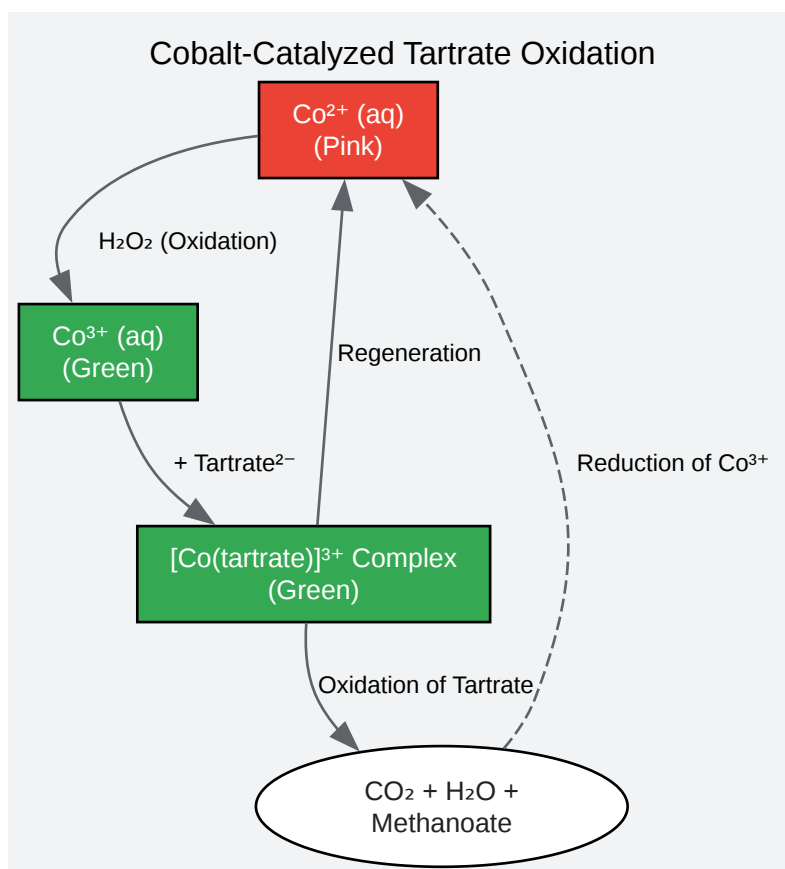 Cobalt-Catalyzed Tartrate Oxidation
Co²⁺ (aq)
(Pink)
H₂O₂ (Oxidation)
Co³⁺ (aq)
(Green)
Regeneration
+ Tartrate²⁻
Reduction of Co³⁺
[Co(tartrate)]³⁺ Complex
(Green)
Oxidation of Tartrate
CO₂ + H₂O +
Methanoate